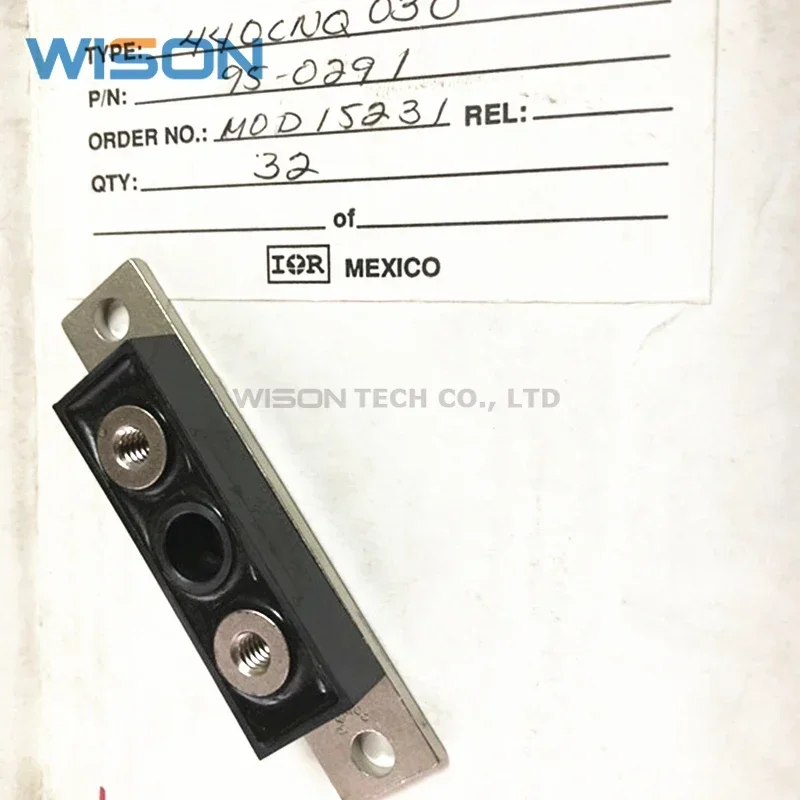 TYPE: 440CNQ030
WISON
P/N: 95-0291
ORDER NO.: MOD15231 REL:
QTY: 32
of
IOR MEXICO
WISON TECH CO., LTD